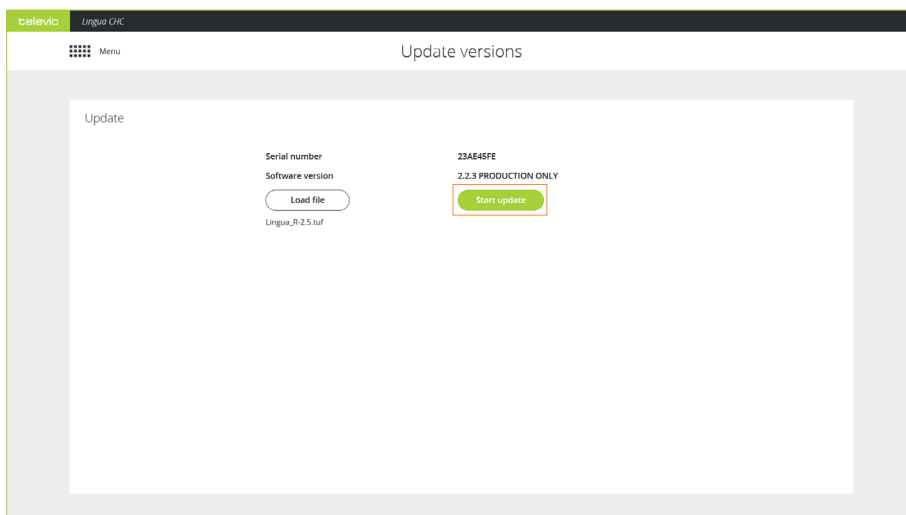 televic Lingua CHC
Menu Update versions
Update
Serial number 23AE45FE
Software version 2.2.3 PRODUCTION ONLY
Load file Start update
Lingua_R-2.5.tuf